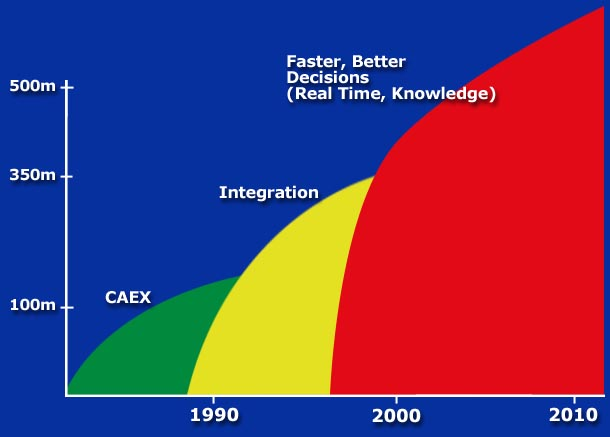 Faster, Better
Decisions
(Real Time, Knowledge)
500m
350m
Integration
CAEX
100m
1990
2000
2010